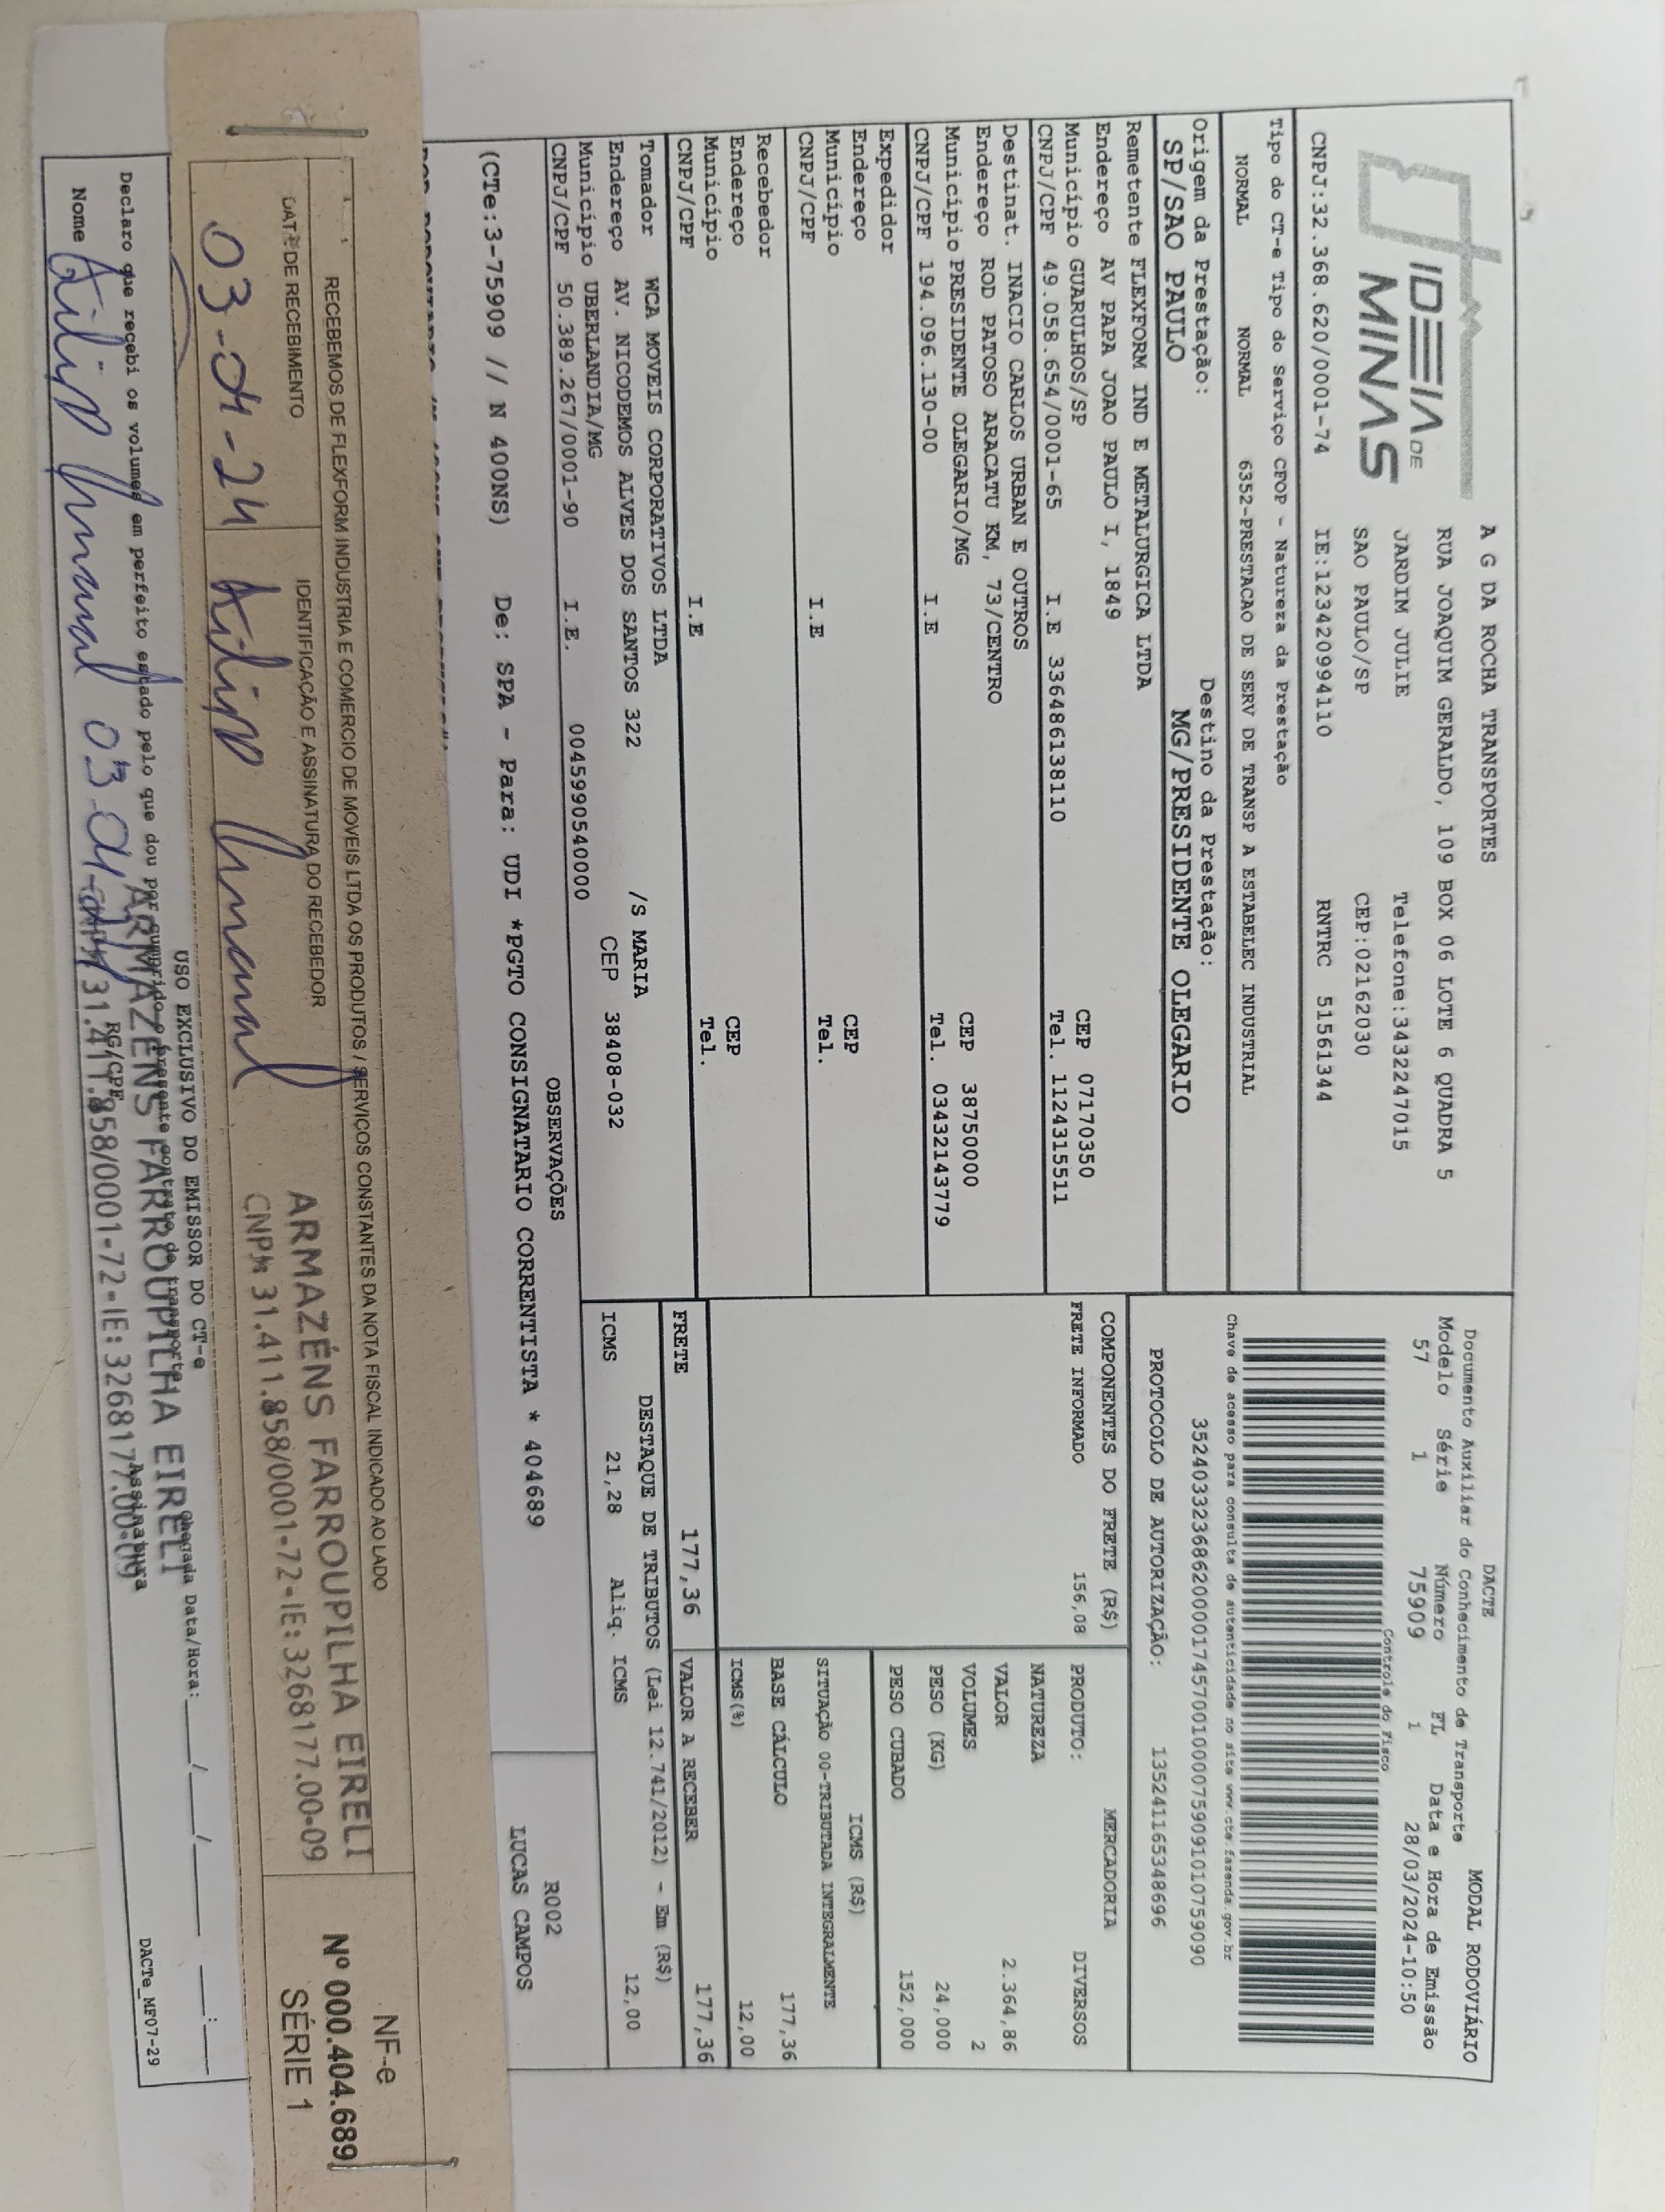 IDEIA DE
MINAS
A G DA ROCHA TRANSPORTES
RUA JOAQUIM GERALDO, 109 BOX 06 LOTE 6 QUADRA 5
JARDIM JULIE Telefone:3432247015
SAO PAULO/SP CEP:02162030
CNPJ:32.368.620/0001-74 IE:123420994110 RNTRC 51561344
DACTE MODAL RODOVIÁRIO
Documento Auxiliar do Conhecimento de Transporte
Modelo Série Número FL Data e Hora de Emissão
57 1 75909 1 28/03/2024-10:50
Controle do Fisco
Chave de acesso para consulta de autenticidade no site www.cte.fazenda.gov.br
35240332368620000174570010000759091010759090
PROTOCOLO DE AUTORIZAÇÃO: 135241165348696
Tipo do CT-e Tipo do Serviço CFOP - Natureza da Prestação
NORMAL NORMAL 6352-PRESTACAO DE SERV DE TRANSP A ESTABELEC INDUSTRIAL
Origem da Prestação: Destino da Prestação:
SP/SAO PAULO MG/PRESIDENTE OLEGARIO
Remetente FLEXFORM IND E METALURGICA LTDA
Endereço AV PAPA JOAO PAULO I, 1849 CEP 07170350
Município GUARULHOS/SP Tel. 1124315511
CNPJ/CPF 49.058.654/0001-65 I.E 336486138110
Destinat. INACIO CARLOS URBAN E OUTROS
Endereço ROD PATOSO ARACATU KM, 73/CENTRO
Município PRESIDENTE OLEGARIO/MG CEP 38750000
CNPJ/CPF 194.096.130-00 I.E Tel. 03432143779
Expedidor
Endereço
Município CEP
CNPJ/CPF I.E Tel.
Recebedor
Endereço
Município CEP
CNPJ/CPF I.E Tel.
Tomador WCA MOVEIS CORPORATIVOS LTDA
Endereço AV. NICODEMOS ALVES DOS SANTOS 322 /S MARIA
Município UBERLANDIA/MG CEP 38408-032
CNPJ/CPF 50.389.267/0001-90 I.E. 0045990540000
COMPONENTES DO FRETE (R$)
FRETE INFORMADO 156,08
MERCADORIA
PRODUTO: DIVERSOS
NATUREZA
VALOR 2.364,86
VOLUMES 2
PESO (KG) 24,000
PESO CUBADO 152,000
ICMS (R$)
SITUAÇÃO 00-TRIBUTADA INTEGRALMENTE
BASE CÁLCULO 177,36
ICMS(%) 12,00
FRETE 177,36 VALOR A RECEBER 177,36
DESTAQUE DE TRIBUTOS (Lei 12.741/2012) - Em (R$)
ICMS 21,28 Aliq. ICMS 12,00
OBSERVAÇÕES
R002
LUCAS CAMPOS
(CTe:3-75909 // N 400NS) De: SPA - Para: UDI *PGTO CONSIGNATARIO CORRENTISTA * 404689
RECEBEMOS DE FLEXFORM INDUSTRIA E COMERCIO DE MOVEIS LTDA OS PRODUTOS / SERVICOS CONSTANTES DA NOTA FISCAL INDICADO AO LADO
DATA DE RECEBIMENTO IDENTIFICAÇÃO E ASSINATURA DO RECEBEDOR
03-04-24
ARMAZÉNS FARROUPILHA EIRELI
CNPJ: 31.411.858/0001-72-IE: 3268177.00-09
NF-e
Nº 000.404.689
SÉRIE 1
USO EXCLUSIVO DO EMISSOR DO CT-e
Chegada Data/Hora: ___/___/_____ ___:___
Declaro que recebi os volumes em perfeito estado pelo que dou por cumprido o presente contrato de transporte
Nome 03-04-24 RG/CPF Assinatura
ARMAZÉNS FARROUPILHA EIRELI
CNPJ: 31.411.858/0001-72-IE: 3268177.00-09
DACTe_MF07-29